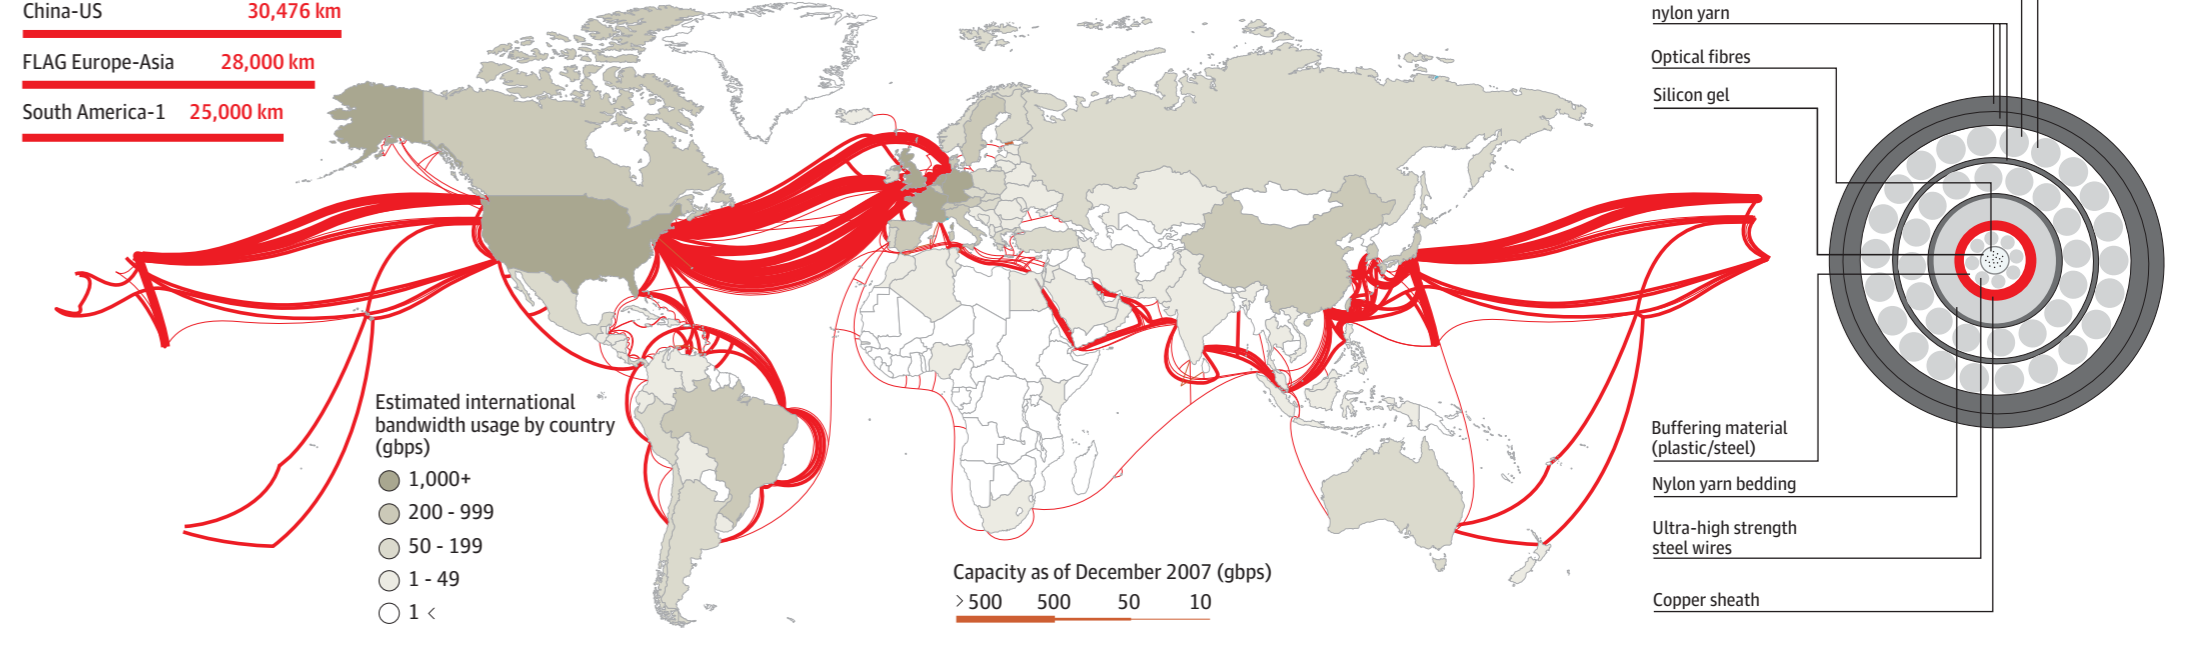 China-US 30,476 km
FLAG Europe-Asia 28,000 km
South America-1 25,000 km
Estimated international
bandwidth usage by country
(gbps)
1,000+
200 - 999
50 - 199
1 - 49
1 <
Capacity as of December 2007 (gbps)
> 500 500 50 10
nylon yarn
Optical fibres
Silicon gel
Buffering material
(plastic/steel)
Nylon yarn bedding
Ultra-high strength
steel wires
Copper sheath